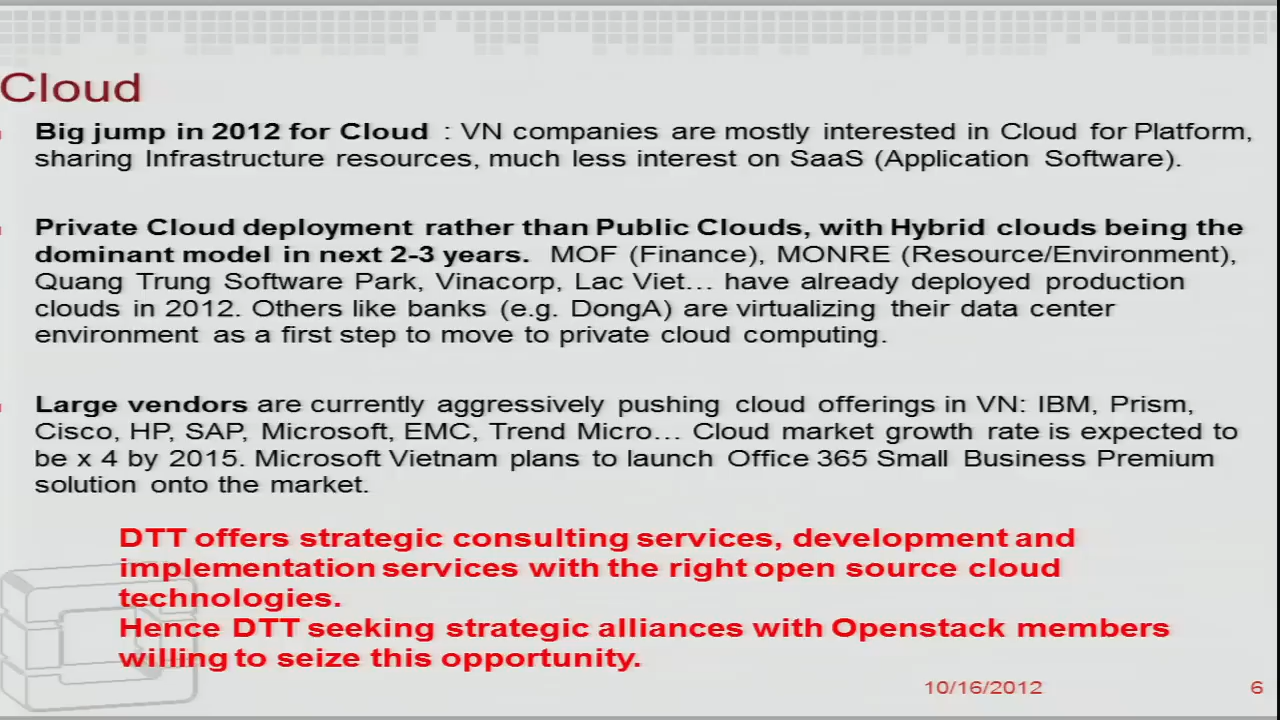 Cloud
Big jump in 2012 for Cloud : VN companies are mostly interested in Cloud for Platform,
sharing Infrastructure resources, much less interest on SaaS (Application Software).
Private Cloud deployment rather than Public Clouds, with Hybrid clouds being the
dominant model in next 2-3 years. MOF (Finance), MONRE (Resource/Environment),
Quang Trung Software Park, Vinacorp, Lac Viet... have already deployed production
clouds in 2012. Others like banks (e.g. DongA) are virtualizing their data center
environment as a first step to move to private cloud computing.
Large vendors are currently aggressively pushing cloud offerings in VN: IBM, Prism,
Cisco, HP, SAP, Microsoft, EMC, Trend Micro... Cloud market growth rate is expected to
be x 4 by 2015. Microsoft Vietnam plans to launch Office 365 Small Business Premium
solution onto the market.
DTT offers strategic consulting services, development and
implementation services with the right open source cloud
technologies.
Hence DTT seeking strategic alliances with Openstack members
willing to seize this opportunity.
10/16/2012 6